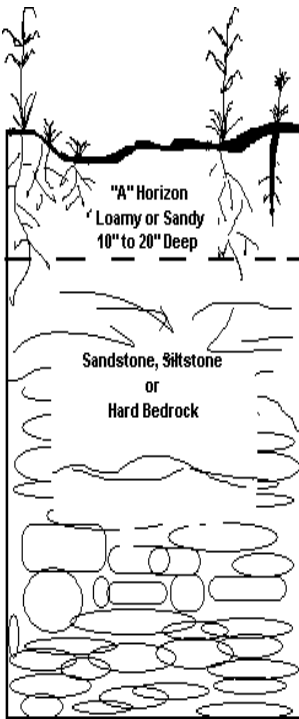 "A" Horizon
Loamy or Sandy
10" to 20" Deep
Sandstone, Siltstone
or
Hard Bedrock